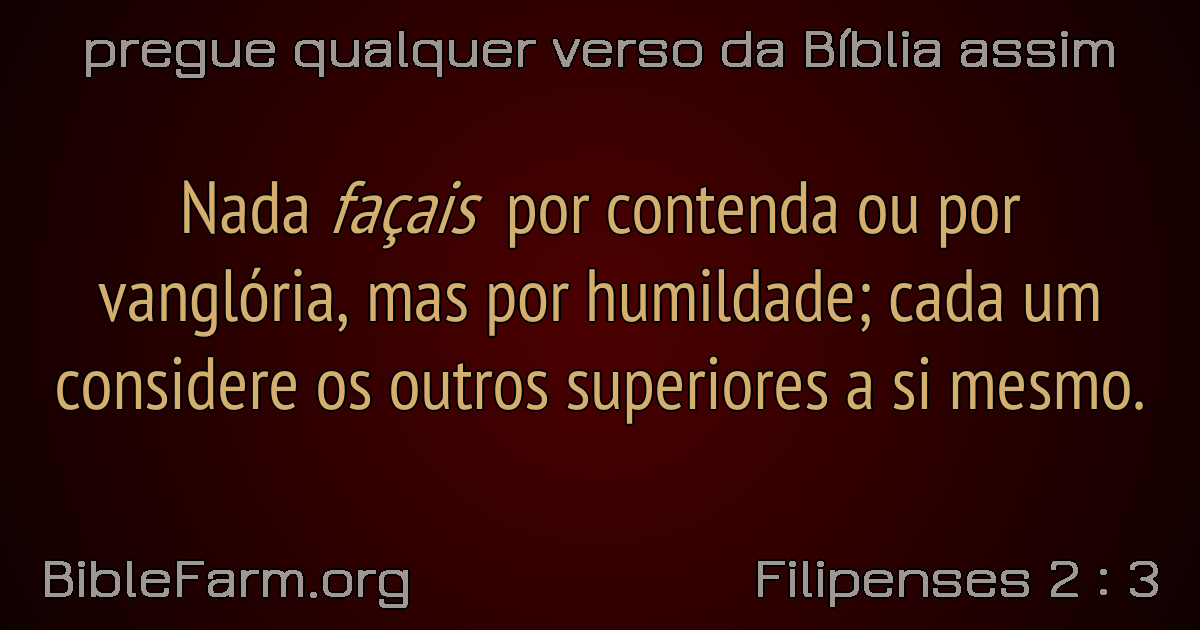 pregue qualquer verso da Bíblia assim
Nada façais por contenda ou por
vanglória, mas por humildade; cada um
considere os outros superiores a si mesmo.
BibleFarm.org
Filipenses 2 : 3